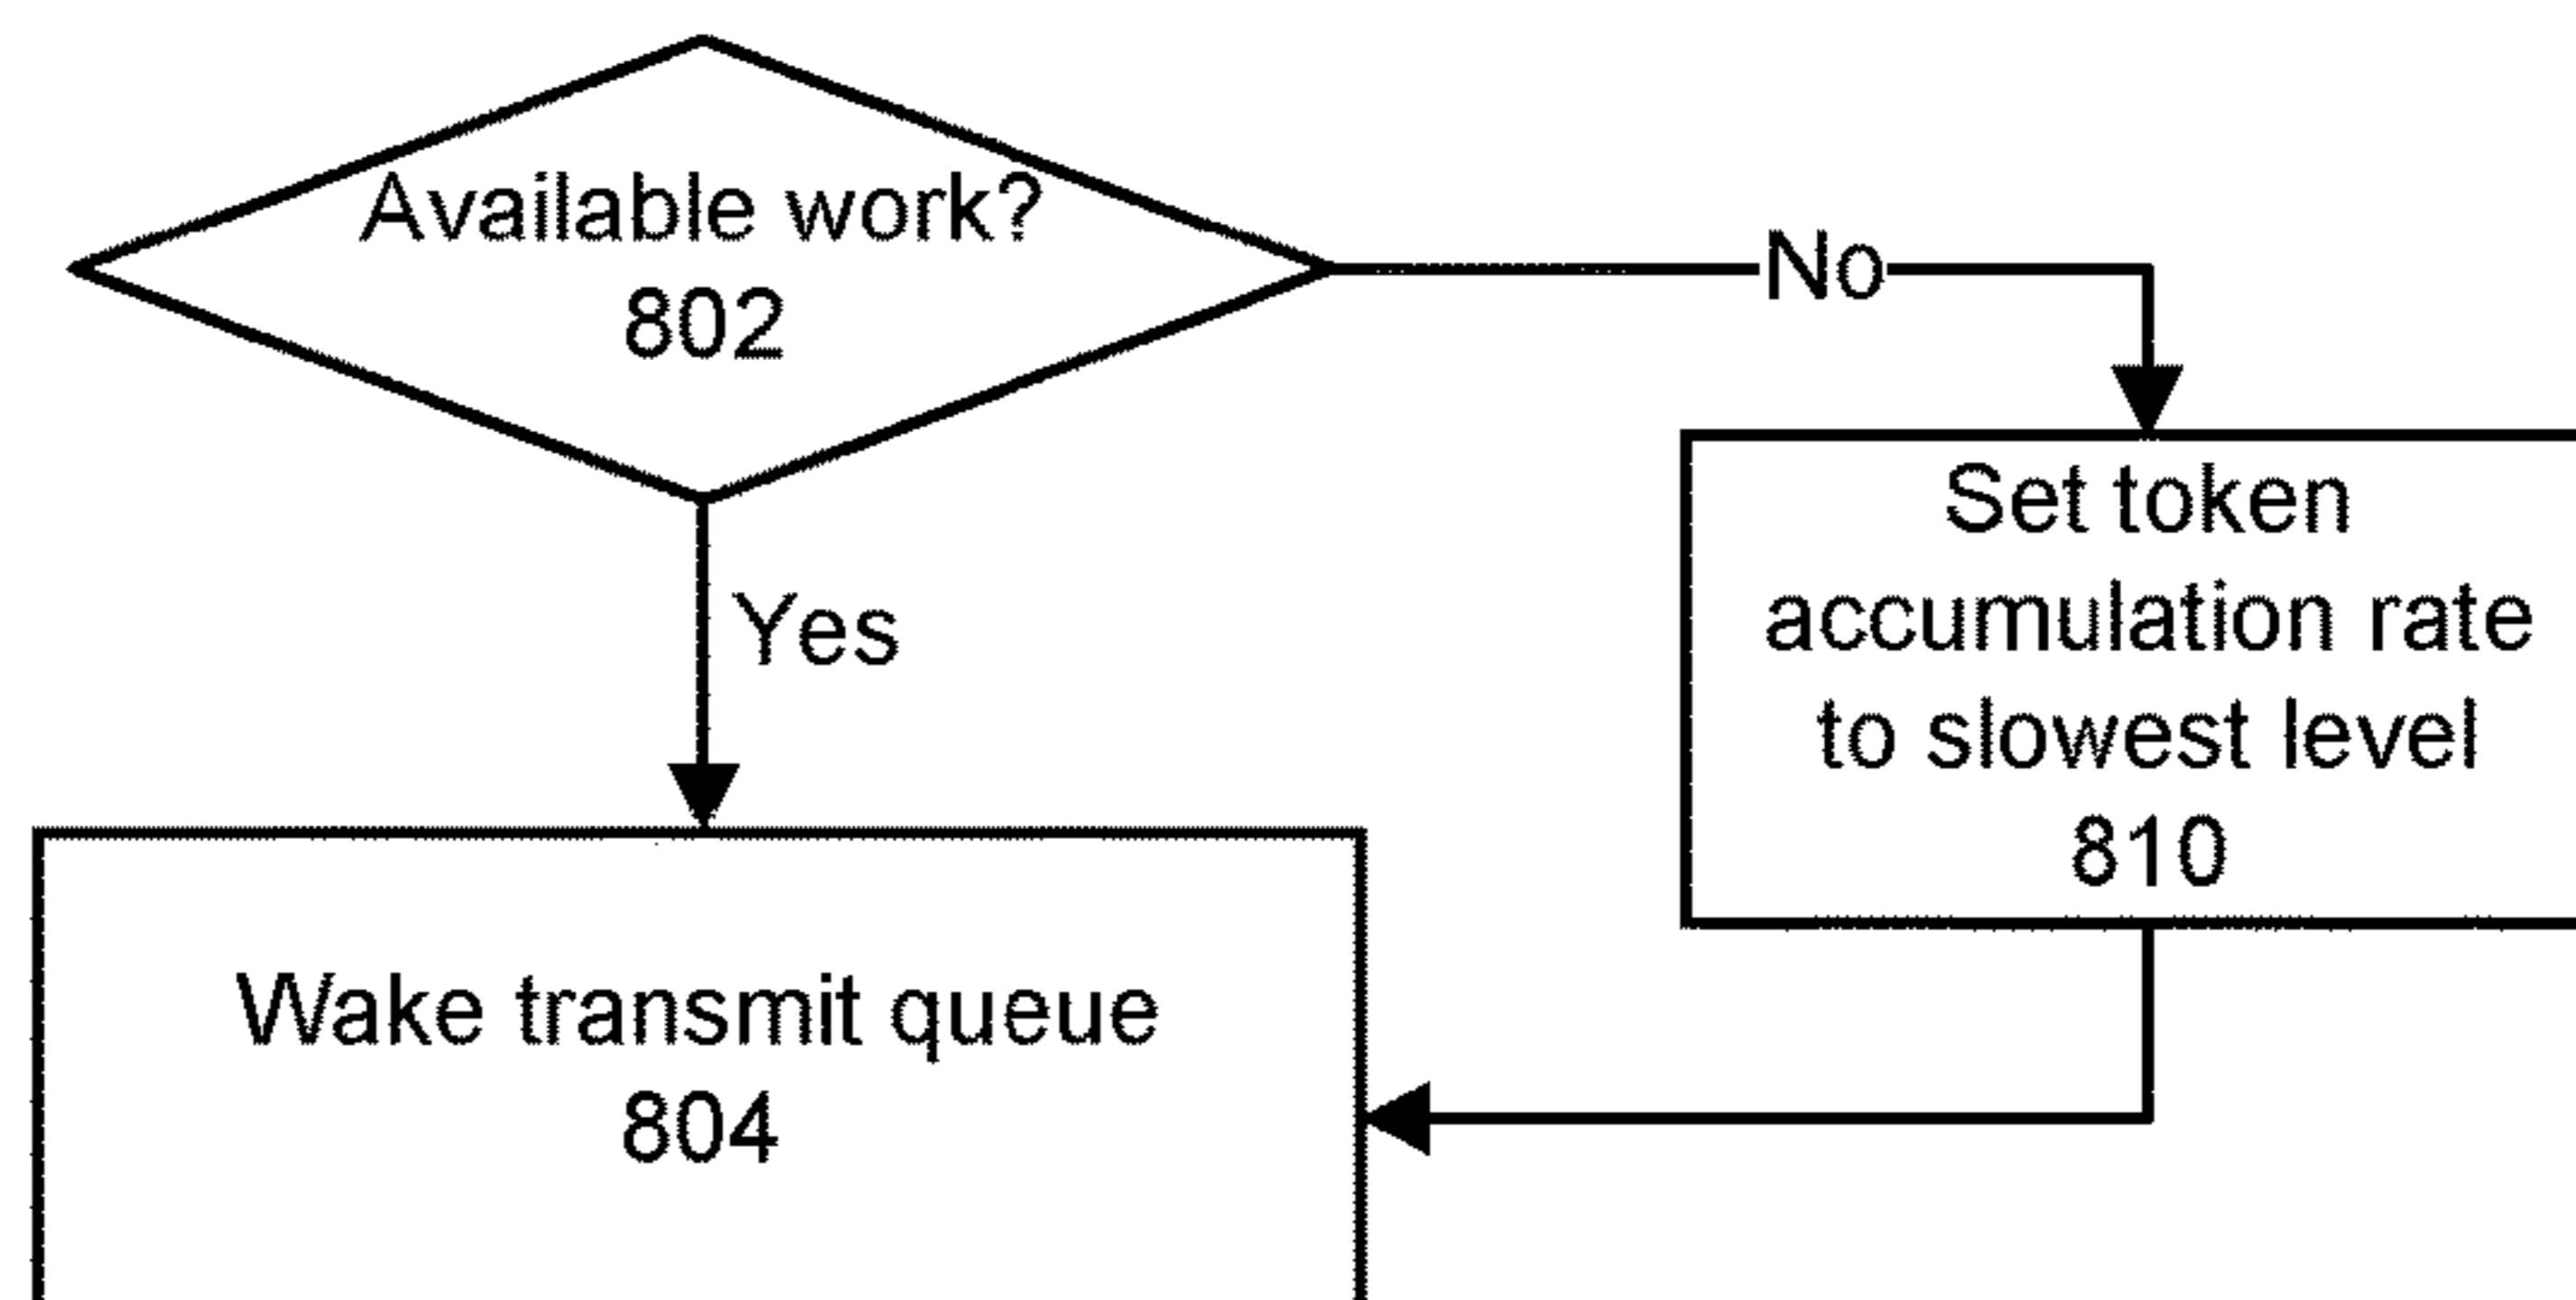 Available work?
802
No
Set token
accumulation rate
to slowest level
810
Yes
Wake transmit queue
804